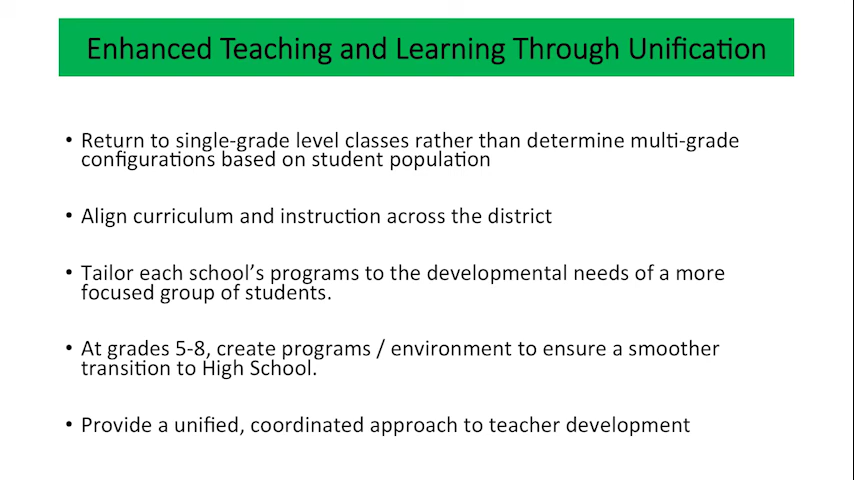 Enhanced Teaching and Learning Through Unification
• Return to single-grade level classes rather than determine multi-grade
configurations based on student population
• Align curriculum and instruction across the district
• Tailor each school's programs to the developmental needs of a more
focused group of students.
• At grades 5-8, create programs / environment to ensure a smoother
transition to High School.
• Provide a unified, coordinated approach to teacher development